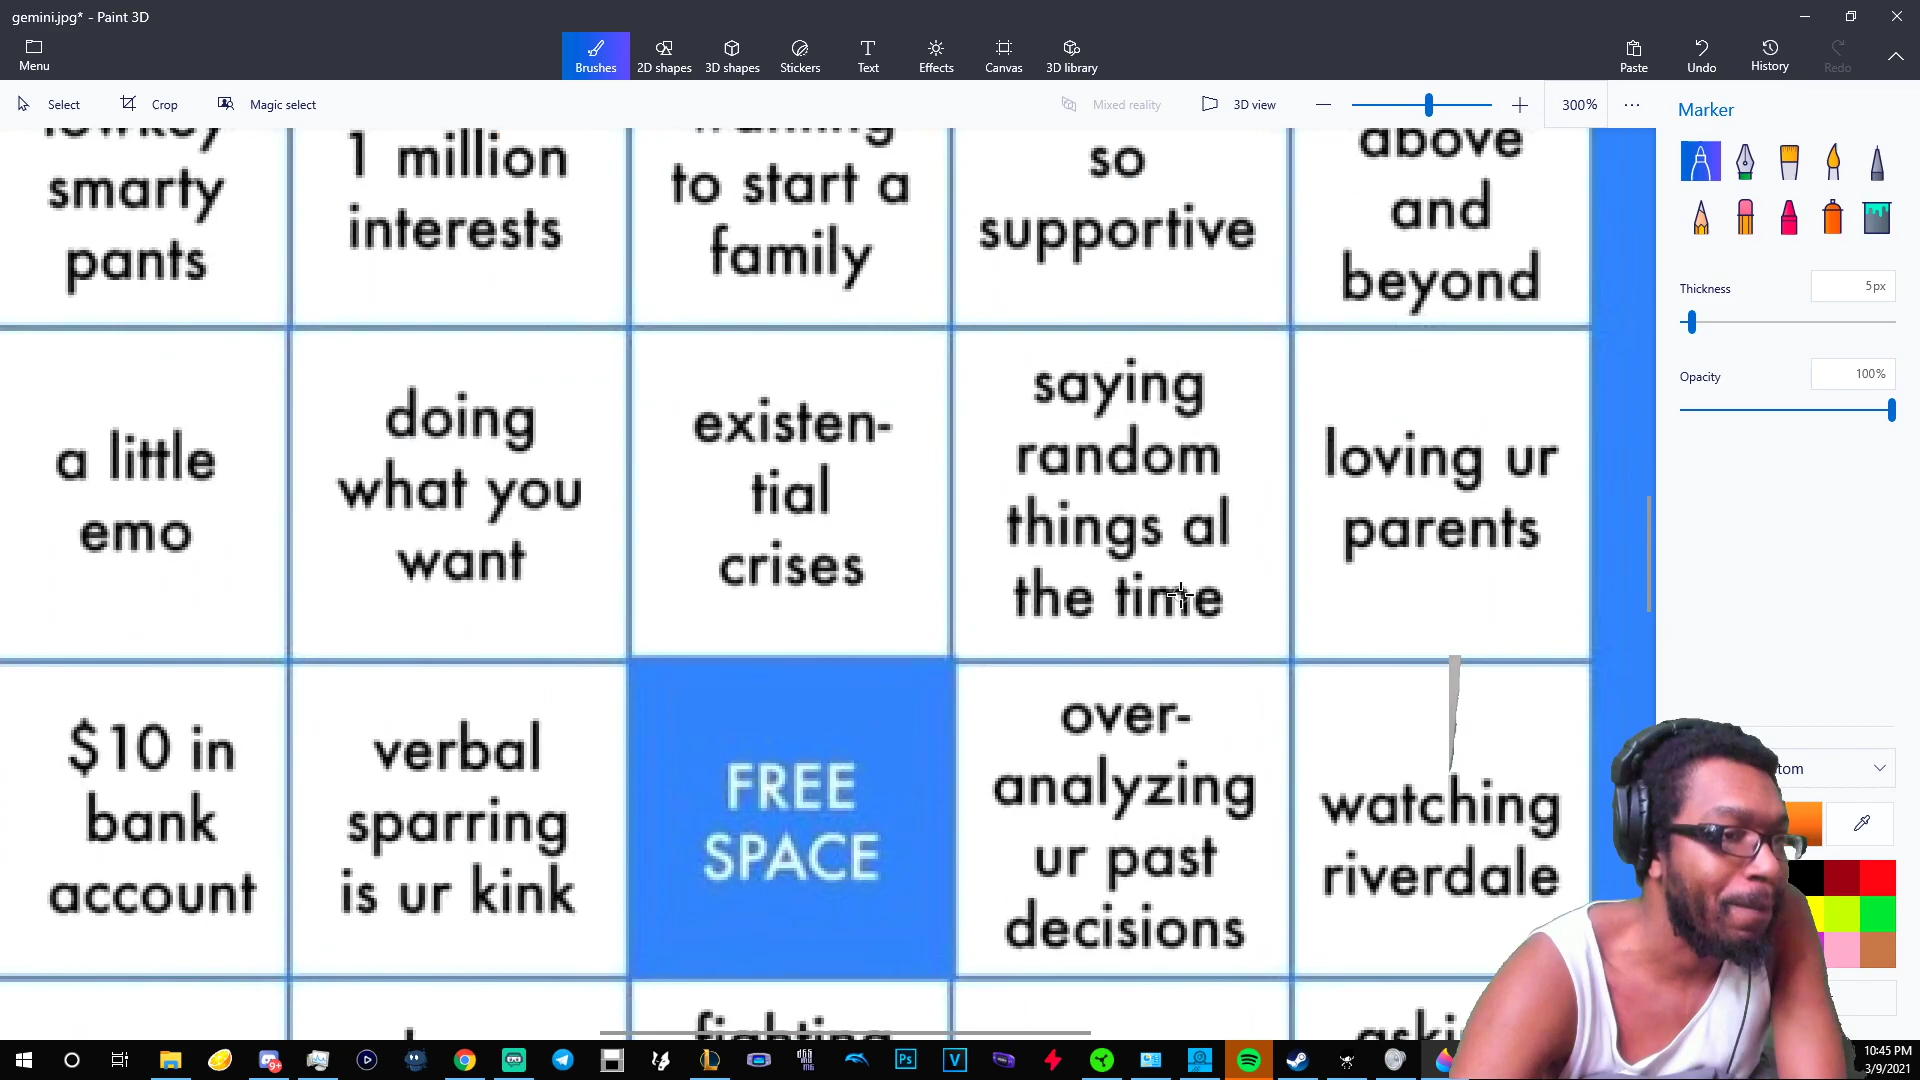 gemini.jpg* - Paint 3D
Menu
Brushes
2D shapes
3D shapes
Stickers
Text
Effects
Canvas
3D library
Paste
Undo
History
Redo
Select
Crop
Magic select
Mixed reality
3D view
300%
Marker
Thickness
5px
Opacity
100%
smarty
pants
1 million
interests
to start a
family
so
supportive
above
and
beyond
a little
emo
doing
what you
want
existen-
tial
crises
saying
random
things al
the time
loving ur
parents
$10 in
bank
account
verbal
sparring
is ur kink
FREE
SPACE
over-
analyzing
ur past
decisions
watching
riverdale
fighting
9+
Ps
V
10:45 PM
3/9/2021